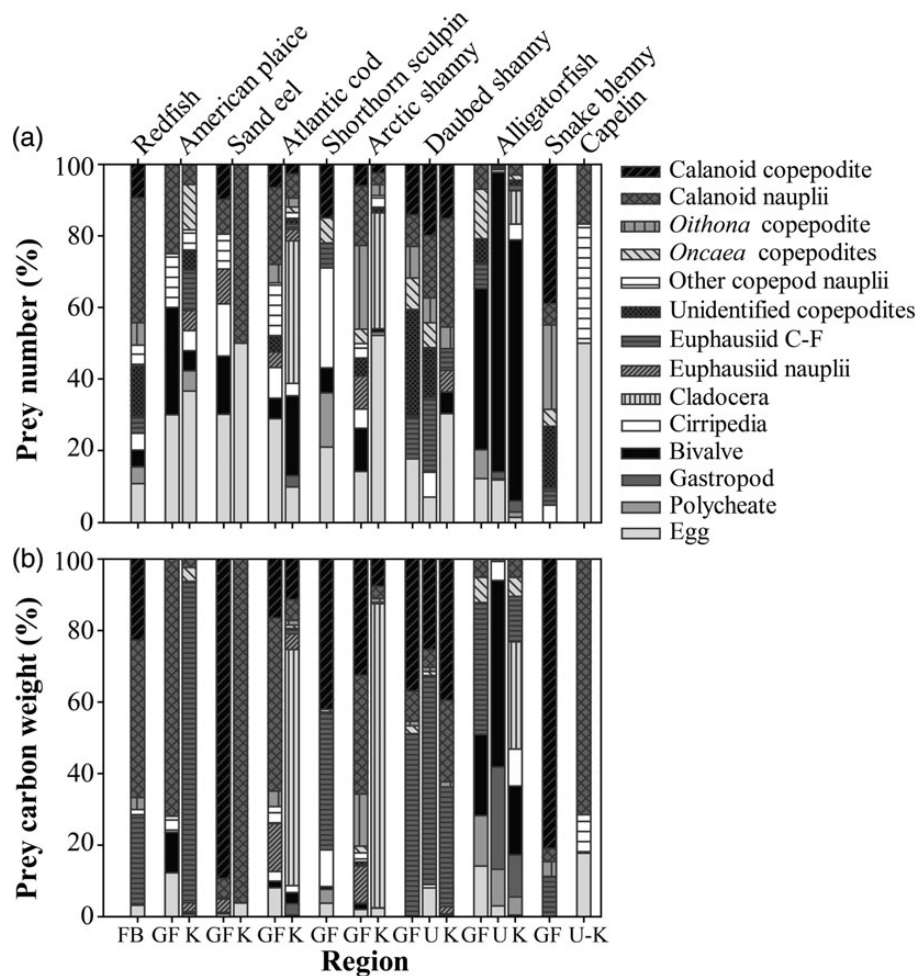 (a)
Redfish
American plaice
Sand eel
Atlantic cod
Shorthorn sculpin
Arctic shanny
Daubed shanny
Alligatorfish
Snake blenny
Capelin
100
80
60
40
20
0
Prey number (%)
Calanoid copepodite
Calanoid nauplii
Oithona copepodite
Oncaea copepodites
Other copepod nauplii
Unidentified copepodites
Euphausiid C-F
Euphausiid nauplii
Cladocera
Cirripedia
Bivalve
Gastropod
Polycheate
Egg
(b)
100
80
60
40
20
0
Prey carbon weight (%)
FB GF K GF K GF K GF GF K GF U K GF U K GF U-K
Region